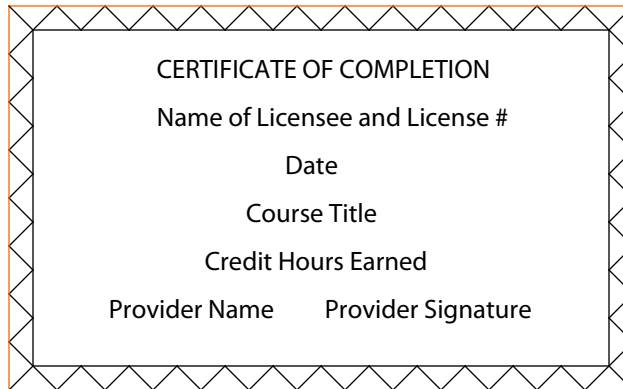 CERTIFICATE OF COMPLETION
Name of Licensee and License #
Date
Course Title
Credit Hours Earned
Provider Name Provider Signature